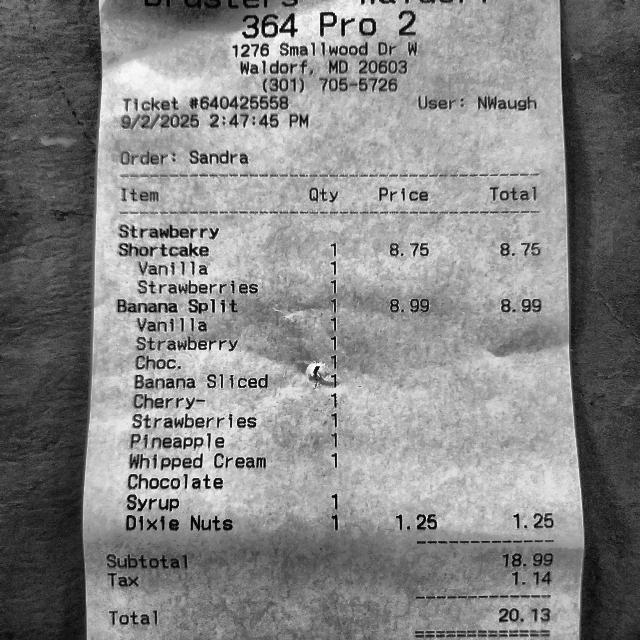 364 Pro 2
1276 Smallwood Dr W
Waldorf, MD 20603
(301) 705-5726
Ticket #640425558 User: NWaugh
9/2/2025 2:47:45 PM
Order: Sandra
Item Qty Price Total
Strawberry
Shortcake 1 8.75 8.75
Vanilla 1
Strawberries 1
Banana Split 1 8.99 8.99
Vanilla 1
Strawberry 1
Choc. 1
Banana Sliced 1
Cherry- 1
Strawberries 1
Pineapple 1
Whipped Cream 1
Chocolate
Syrup 1
Dixie Nuts 1 1.25 1.25
Subtotal 18.99
Tax 1.14
Total 20.13